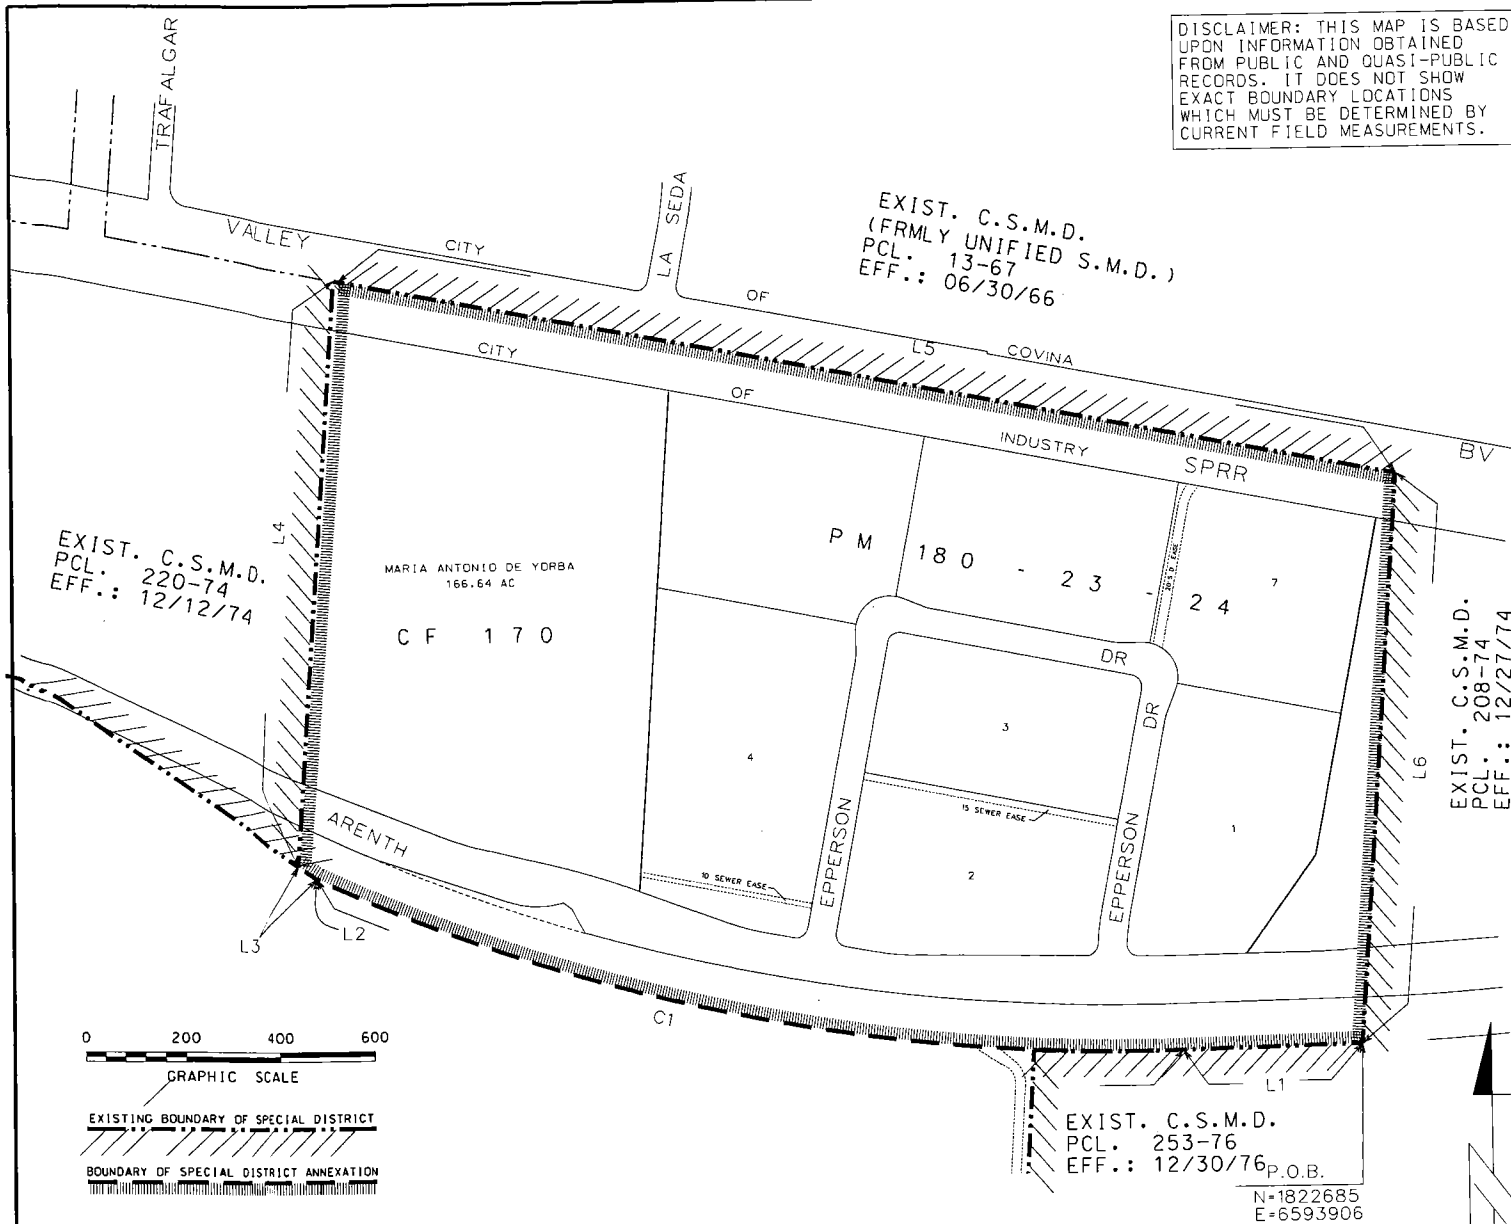 DISCLAIMER: THIS MAP IS BASED
UPON INFORMATION OBTAINED
FROM PUBLIC AND QUASI-PUBLIC
RECORDS. IT DOES NOT SHOW
EXACT BOUNDARY LOCATIONS
WHICH MUST BE DETERMINED BY
CURRENT FIELD MEASUREMENTS.
TRAFALGAR
LA SEDA
EXIST. C.S.M.D.
(FRMLY UNIFIED S.M.D.)
PCL. 13-67
EFF.: 06/30/66
VALLEY
CITY
OF
L5
COVINA
BV
CITY
OF
INDUSTRY
SPRR
L4
EXIST. C.S.M.D.
PCL. 220-74
EFF.: 12/12/74
MARIA ANTONIO DE YORBA
166.64 AC
CF 170
PM 180 - 23 - 24
20 S.D. EASE
7
DR
DR
3
4
15 SEWER EASE
1
2
10 SEWER EASE
EPPERSON
EPPERSON
ARENTH
EXIST. C.S.M.D.
PCL. 208-74
EFF.: 12/27/74
L6
L3
L2
C1
L1
0 200 400 600
GRAPHIC SCALE
EXISTING BOUNDARY OF SPECIAL DISTRICT
BOUNDARY OF SPECIAL DISTRICT ANNEXATION
EXIST. C.S.M.D.
PCL. 253-76
EFF.: 12/30/76
P.O.B.
N=1822685
E=6593906